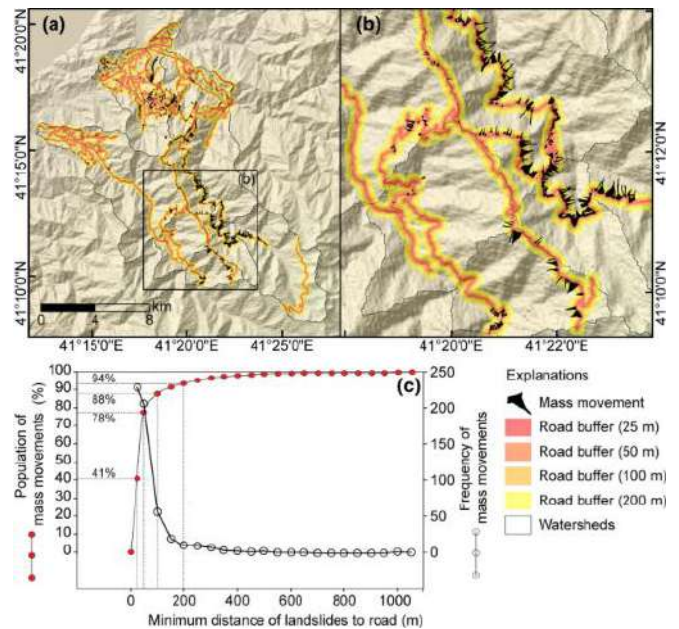 (a)
(b)
41°20'0"N
41°15'0"N
41°10'0"N
(b)
km
0 4 8
41°15'0"E 41°20'0"E 41°25'0"E
41°12'0"N
41°10'0"N
41°20'0"E 41°22'0"E
(c)
Population of
mass movements (%)
100
90
80
70
60
50
40
30
20
10
0
94%
88%
78%
41%
250
200
150
100
50
0
Frequency of
mass movements
0 200 400 600 800 1000
Minimum distance of landslides to road (m)
Explanations
Mass movement
Road buffer (25 m)
Road buffer (50 m)
Road buffer (100 m)
Road buffer (200 m)
Watersheds